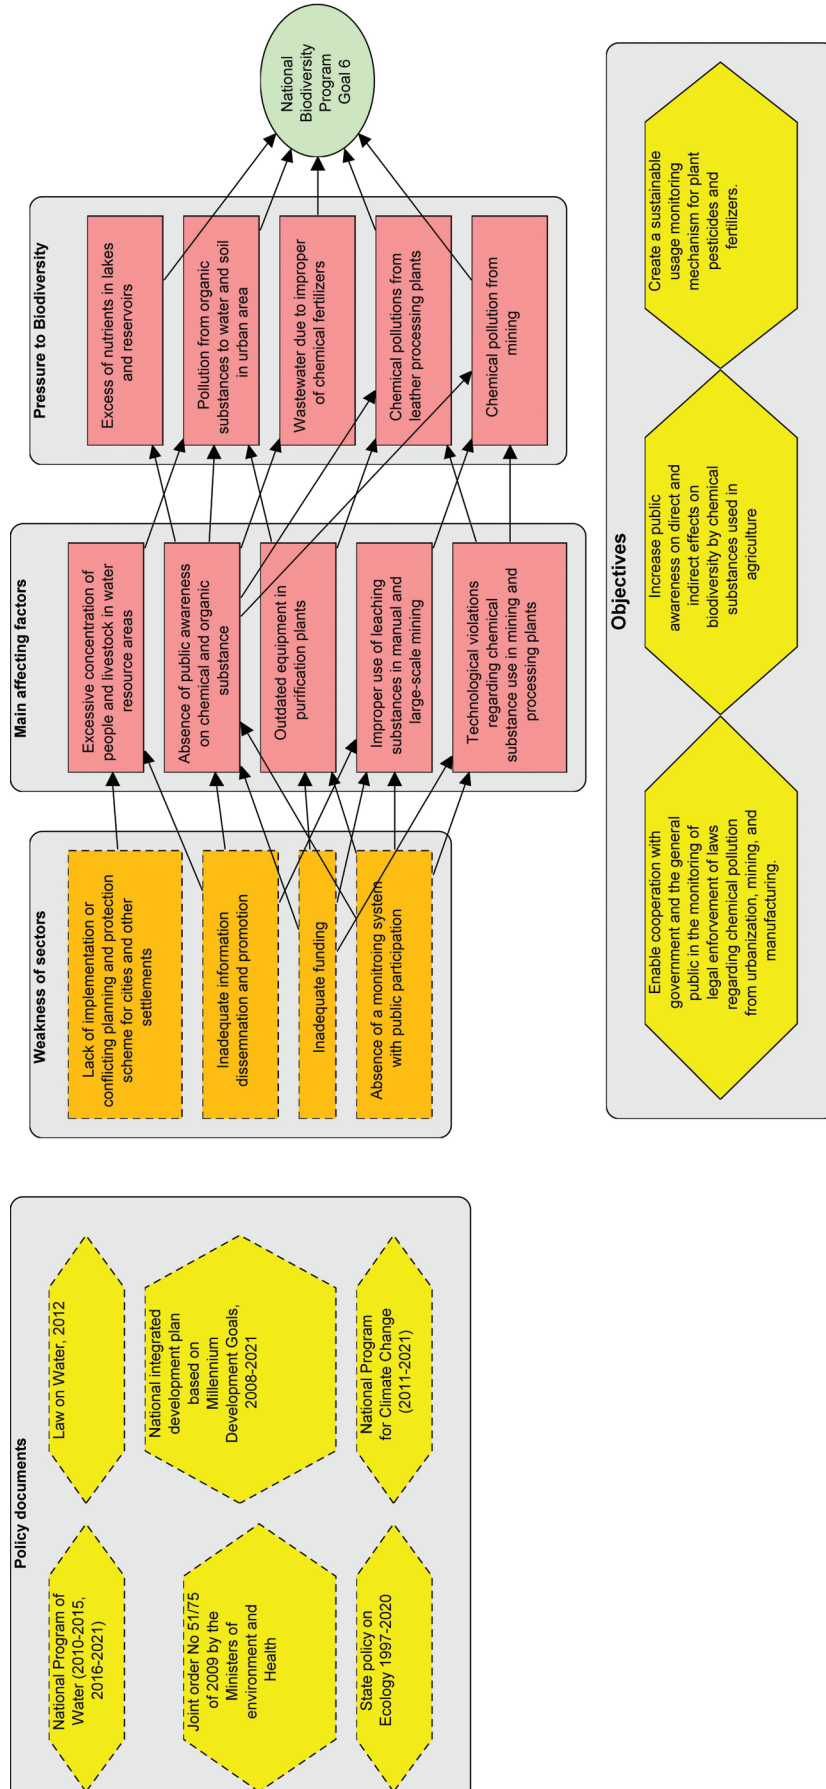 Policy documents
National Program of
Water (2010-2015,
2016-2021)
Law on Water, 2012
Joint order No 51/75
of 2009 by the
Ministers of
environment and
Health
National integrated
development plan
based on
Millennium
Development Goals,
2008-2021
State policy on
Ecology 1997-2020
National Program
for Climate Change
(2011-2021)
Weakness of sectors
Lack of implementation or
conflicting planning and protection
scheme for cities and other
settlements
Inadequate information
dissemnation and promotion
Inadequate funding
Absence of a monitroing system
with public participation
Main affecting factors
Excessive concentration of
people and livestock in water
resource areas
Absence of public awareness
on chemical and organic
substance
Outdated equipment in
purification plants
Improper use of leaching
substances in manual and
large-scale mining
Technological violations
regarding chemical
substance use in mining and
processing plants
Pressure to Biodiversity
Excess of nutrients in lakes
and reservoirs
Pollution from organic
substances to water and soil
in urban area
Wastewater due to improper
of chemical fertilizers
Chemical pollutions from
leather processing plants
Chemical pollution from
mining
National
Biodiversity
Program
Goal 6
Objectives
Enable cooperation with
government and the general
public in the monitoring of
legal enforvement of laws
regarding chemical pollution
from urbanization, mining, and
manufacturing.
Increase public
awareness on direct and
indirect effects on
biodiversity by chemical
substances used in
agriculture
Create a sustainable
usage monitoring
mechanism for plant
pesticides and
fertilizers.